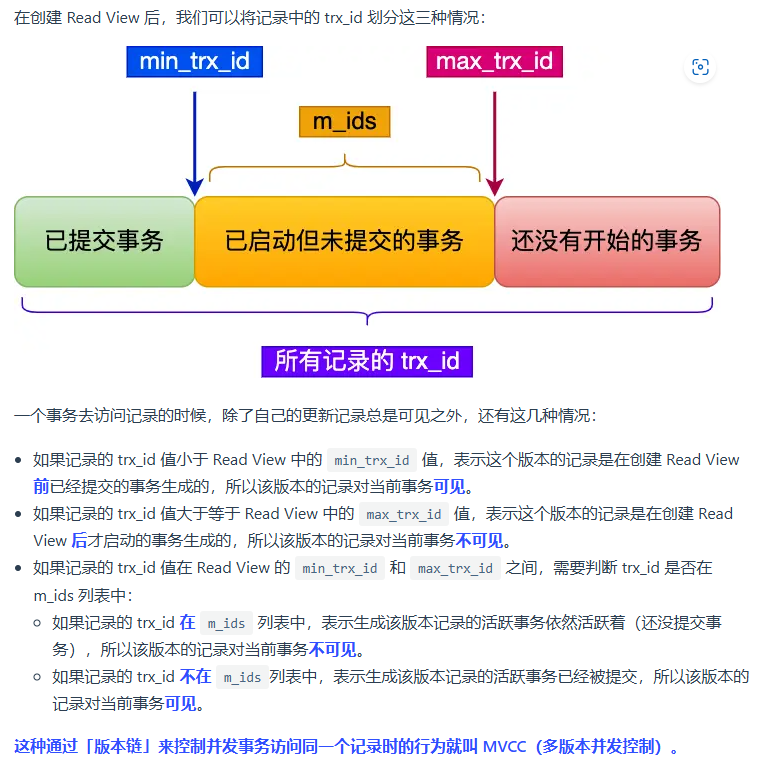 在创建 Read View 后，我们可以将记录中的 trx_id 划分这三种情况：
min_trx_id
max_trx_id
m_ids
已提交事务
已启动但未提交的事务
还没有开始的事务
所有记录的 trx_id
一个事务去访问记录的时候，除了自己的更新记录总是可见之外，还有这几种情况：
如果记录的 trx_id 值小于 Read View 中的 min_trx_id 值，表示这个版本的记录是在创建 Read View
前已经提交的事务生成的，所以该版本的记录对当前事务可见。
如果记录的 trx_id 值大于等于 Read View 中的 max_trx_id 值，表示这个版本的记录是在创建 Read
View 后才启动的事务生成的，所以该版本的记录对当前事务不可见。
如果记录的 trx_id 值在 Read View 的 min_trx_id 和 max_trx_id 之间，需要判断 trx_id 是否在
m_ids 列表中：
如果记录的 trx_id 在 m_ids 列表中，表示生成该版本记录的活跃事务依然活跃着（还没提交事
务），所以该版本的记录对当前事务不可见。
如果记录的 trx_id 不在 m_ids 列表中，表示生成该版本记录的活跃事务已经被提交，所以该版本的
记录对当前事务可见。
这种通过「版本链」来控制并发事务访问同一个记录时的行为就叫 MVCC（多版本并发控制）。